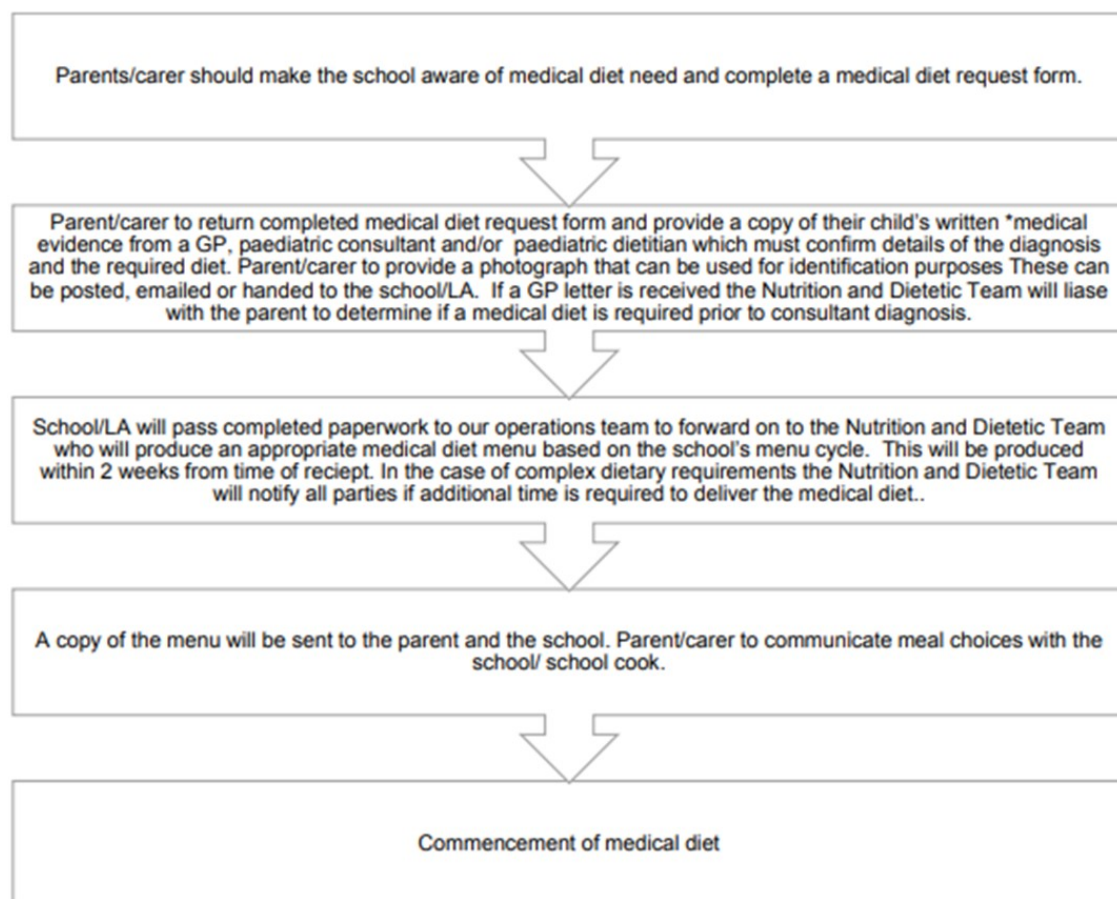 Parents/carer should make the school aware of medical diet need and complete a medical diet request form.
Parent/carer to return completed medical diet request form and provide a copy of their child's written *medical
evidence from a GP, paediatric consultant and/or paediatric dietitian which must confirm details of the diagnosis
and the required diet. Parent/carer to provide a photograph that can be used for identification purposes These can
be posted, emailed or handed to the school/LA. If a GP letter is received the Nutrition and Dietetic Team will liase
with the parent to determine if a medical diet is required prior to consultant diagnosis.
School/LA will pass completed paperwork to our operations team to forward on to the Nutrition and Dietetic Team
who will produce an appropriate medical diet menu based on the school's menu cycle. This will be produced
within 2 weeks from time of reciept. In the case of complex dietary requirements the Nutrition and Dietetic Team
will notify all parties if additional time is required to deliver the medical diet..
A copy of the menu will be sent to the parent and the school. Parent/carer to communicate meal choices with the
school/ school cook.
Commencement of medical diet